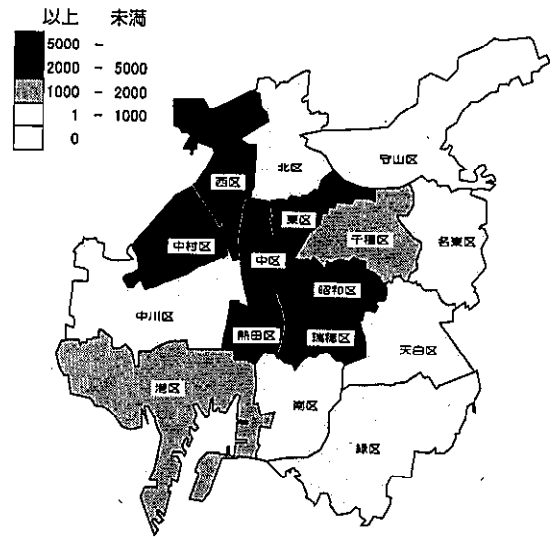 以上 未満
5000 -
2000 - 5000
1000 - 2000
1 - 1000
0
北区
守山区
西区
東区
千種区
名東区
中村区
中区
昭和区
中川区
熱田区
瑞穂区
天白区
港区
南区
緑区